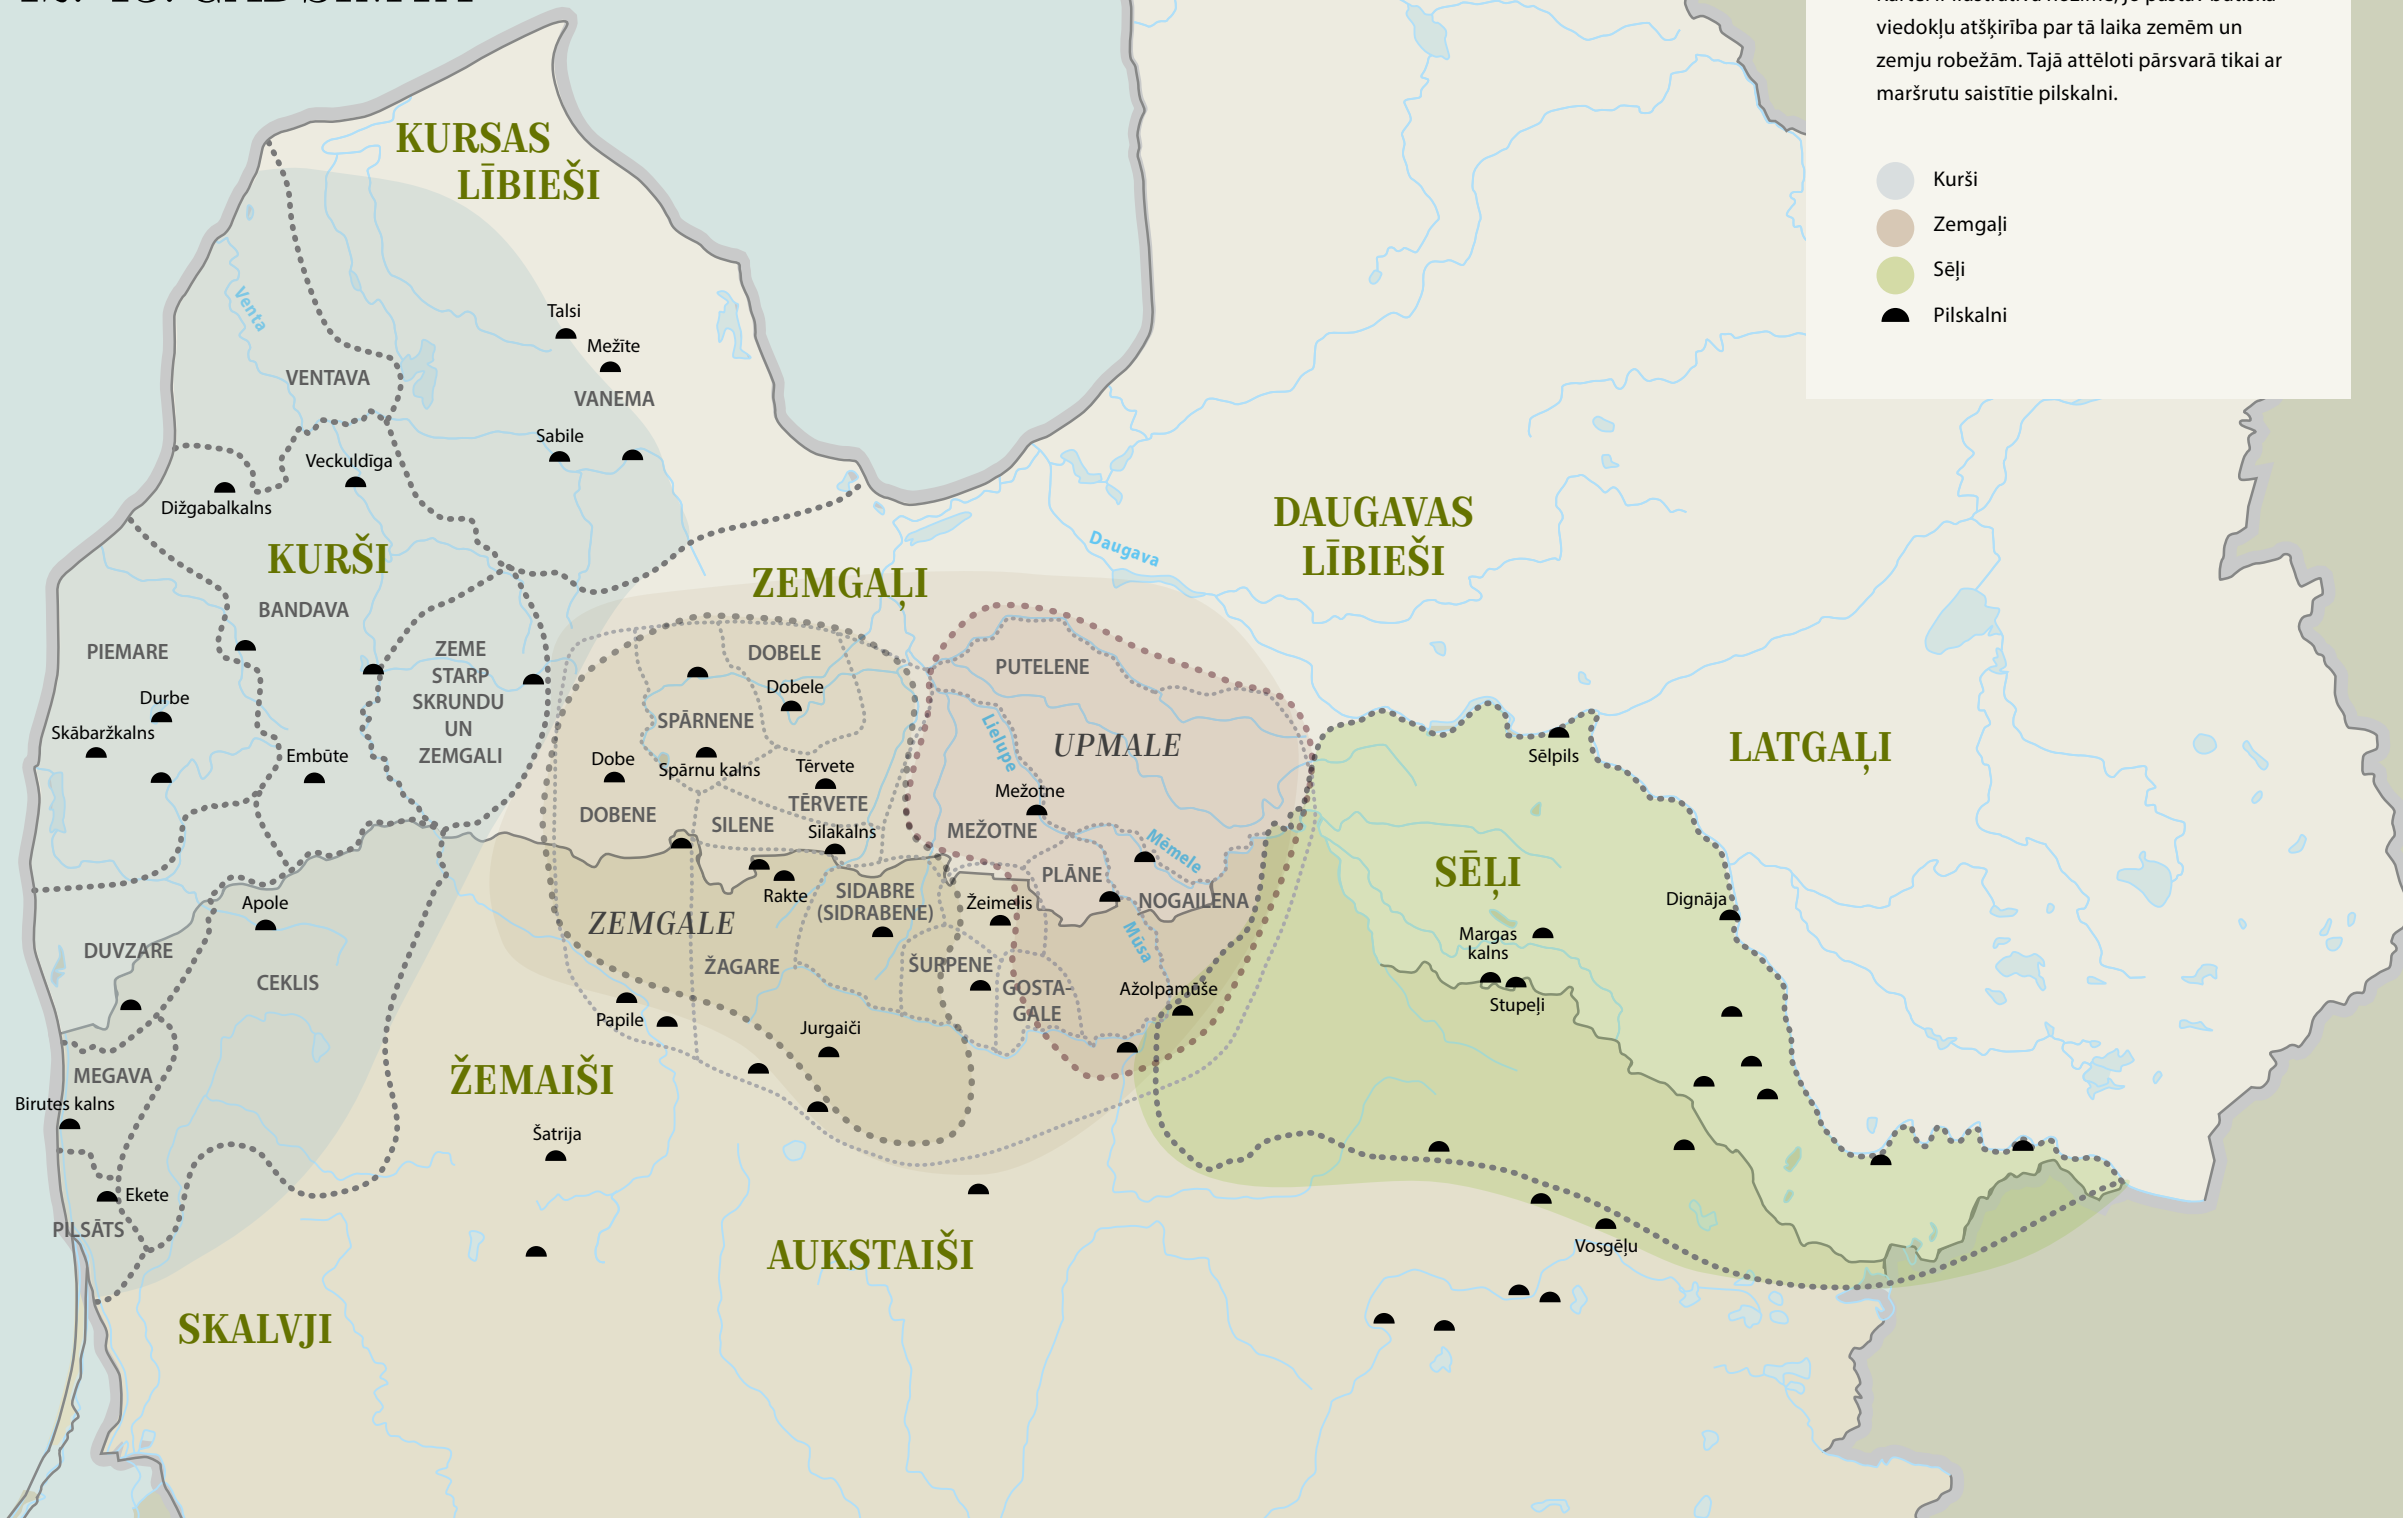 viedokļu atšķirība par tā laika zemēm un
zemju robežām. Tajā attēloti pārsvarā tikai ar
maršrutu saistītie pilskalni.
Kurši
Zemgaļi
Sēļi
Pilskalni
KURSAS
LĪBIEŠI
Venta
Talsi
Mežīte
VENTAVA
VANEMA
Sabile
Veckuldīga
Dižgabalkalns
KURŠI
BANDAVA
PIEMARE
ZEME
STARP
SKRUNDU
UN
ZEMGALI
Durbe
Skābaržkalns
Embūte
DAUGAVAS
LĪBIEŠI
Daugava
ZEMGAĻI
DOBELE
Dobele
SPĀRNENE
Dobe
Spārnu kalns
Tērvete
TĒRVETE
DOBENE
SILENE
Silakalns
PUTELENE
Lielupe
UPMALE
Mežotne
MEŽOTNE
Mēmele
PLĀNE
NOGAILENA
Sēlpils
LATGAĻI
SĒĻI
Dignāja
Margas
kalns
Stupeļi
Rakte
SIDABRE
(SIDRABENE)
Žeimelis
ZEMGALE
Mūsa
ŽAGARE
ŠURPENE
GOSTA-
GALE
Ažolpamūše
Apole
DUVZARE
CEKLIS
Papile
Jurgaiči
MEGAVA
Birutes kalns
ŽEMAIŠI
Šatrija
Ekete
PILSĀTS
AUKSTAIŠI
Vosgēļu
SKALVJI